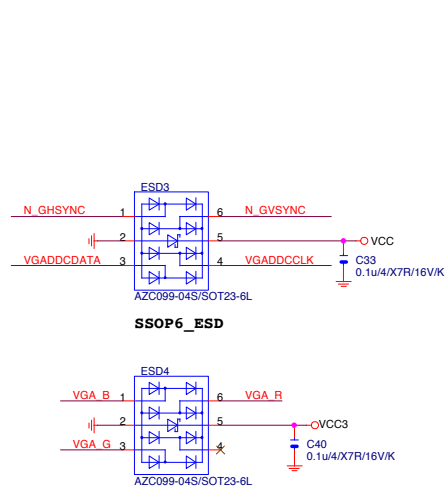 ESD3
N_GHSYNC 1 6 N_GVSYNC
2 5 VCC
VGADDCDATA 3 4 VGADDCCLK
C33
0.1u/4/X7R/16V/K
AZC099-04S/SOT23-6L
SSOP6_ESD
ESD4
VGA_B 1 6 VGA_R
2 5 VCC3
VGA_G 3 4
C40
0.1u/4/X7R/16V/K
AZC099-04S/SOT23-6L